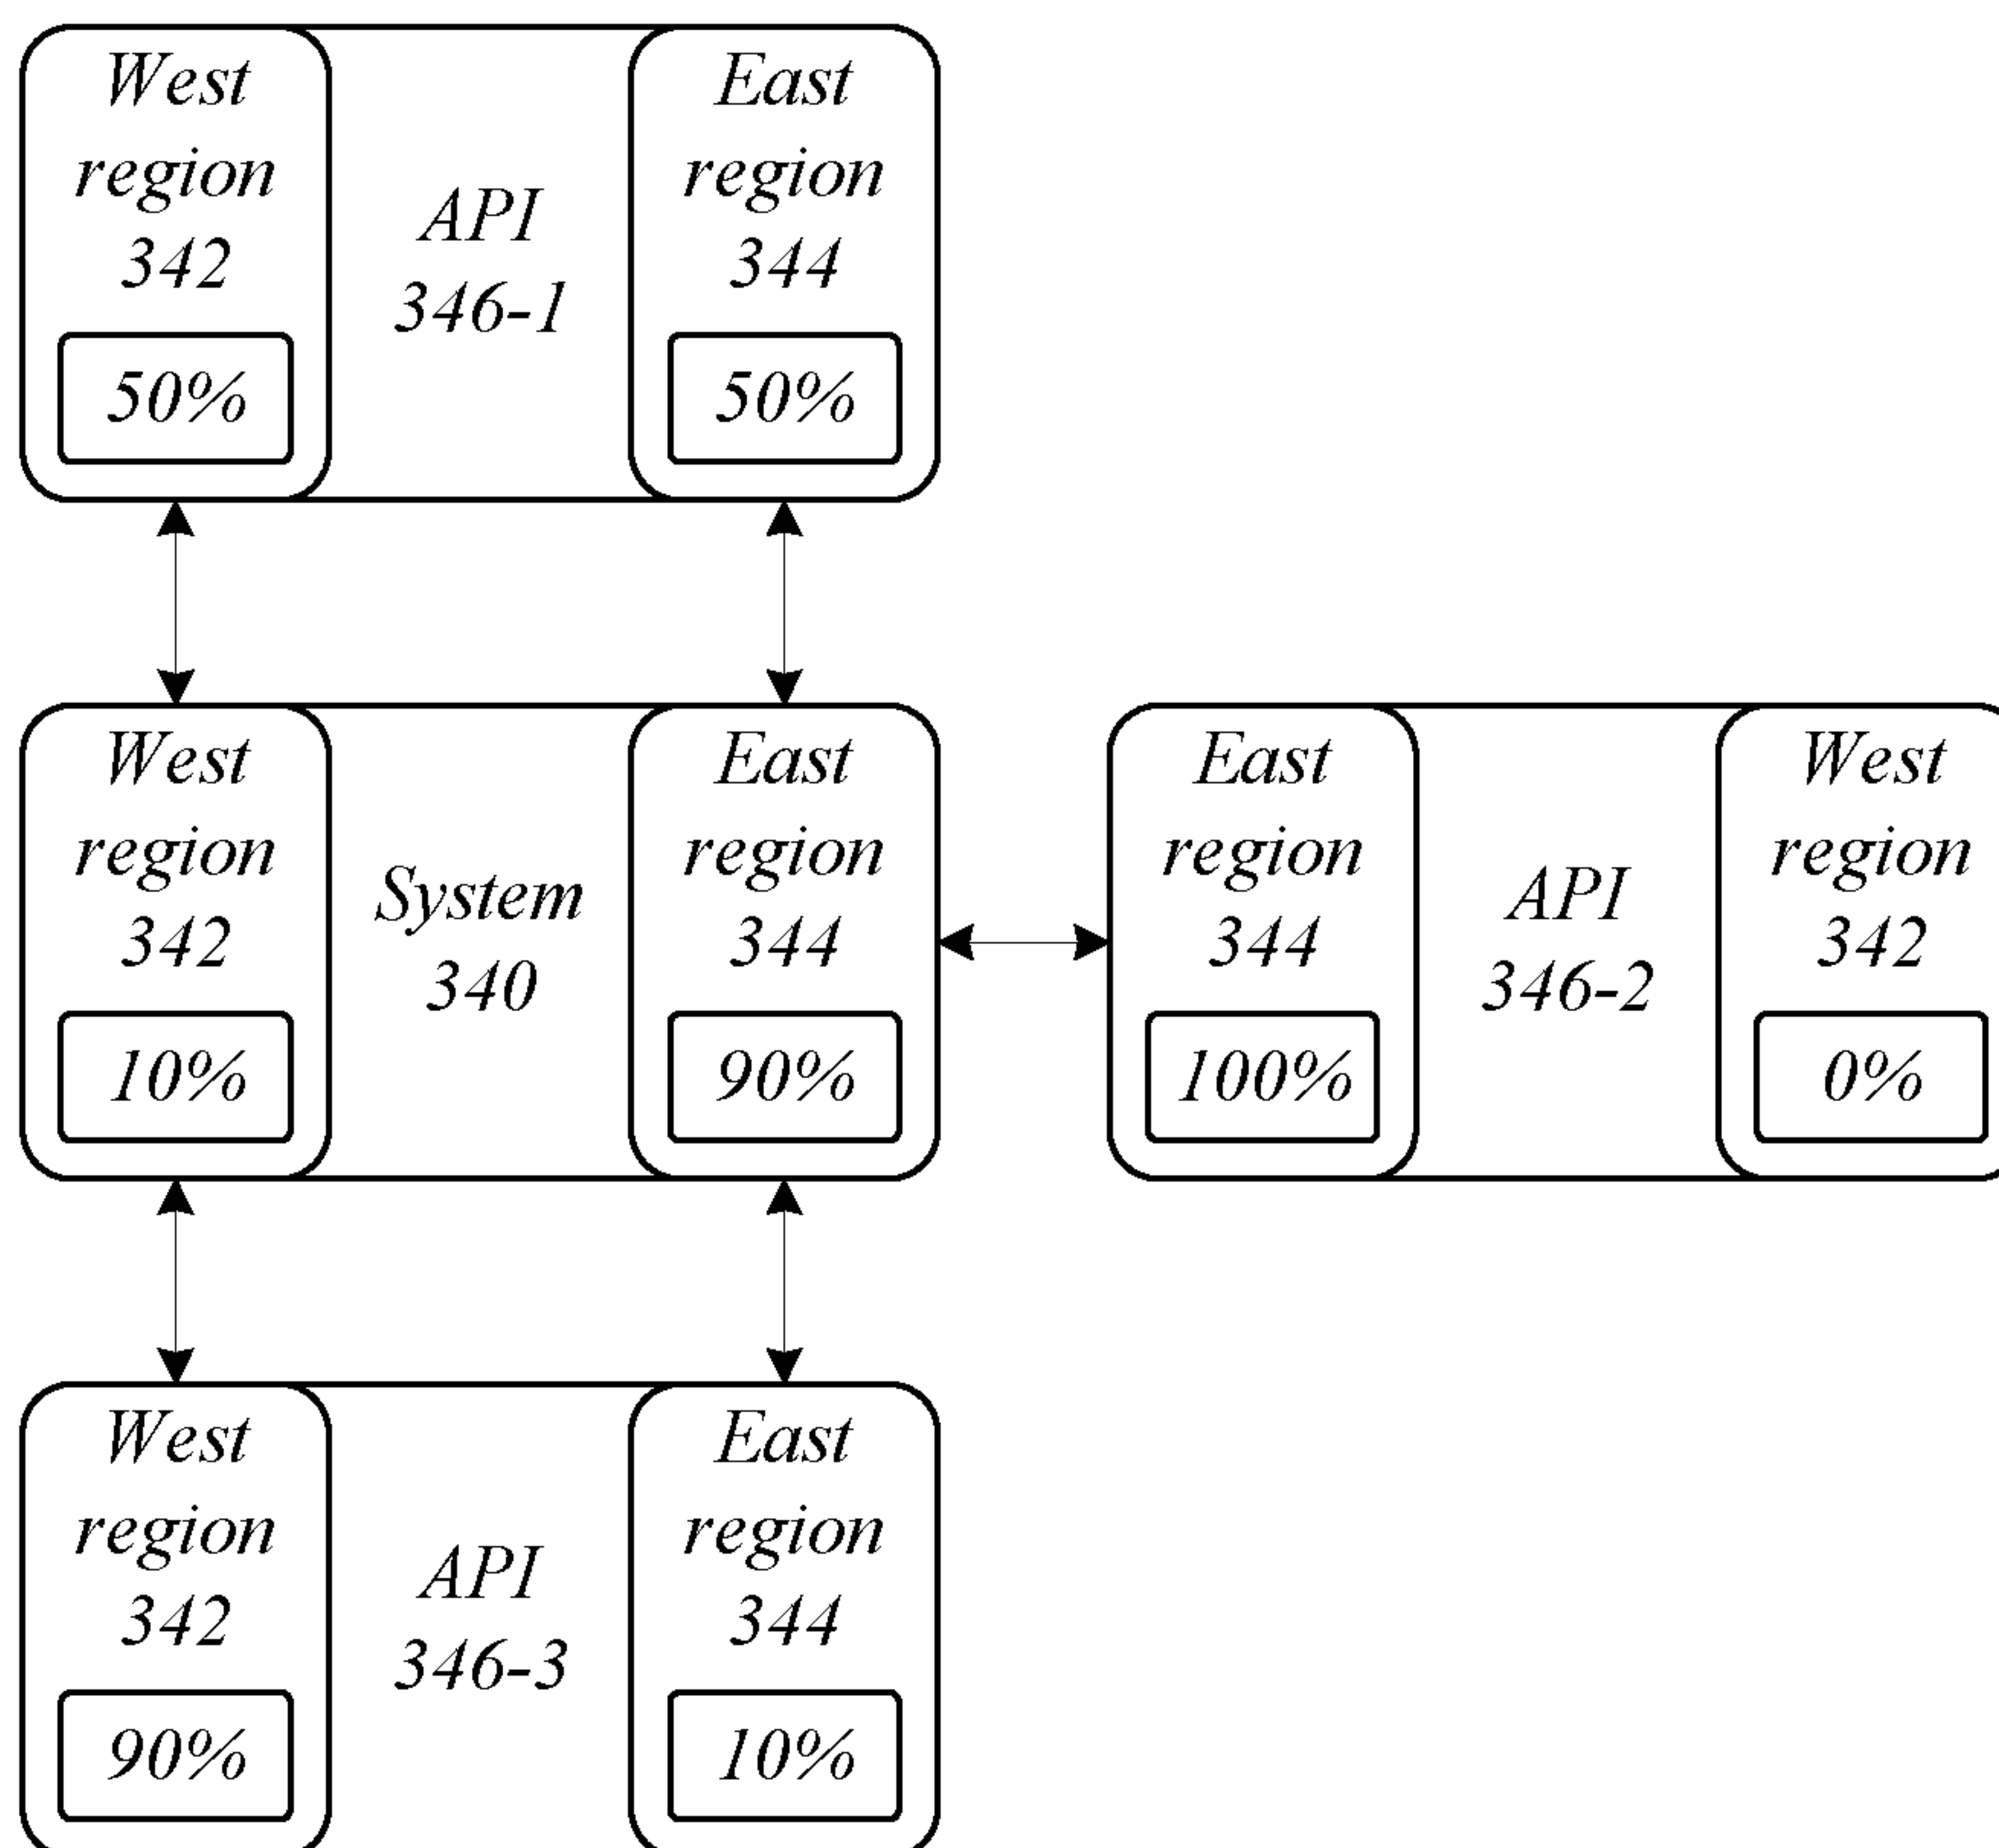 West
region
342
50%
API
346-1
East
region
344
50%
West
region
342
10%
System
340
East
region
344
90%
East
region
344
100%
API
346-2
West
region
342
0%
West
region
342
90%
API
346-3
East
region
344
10%